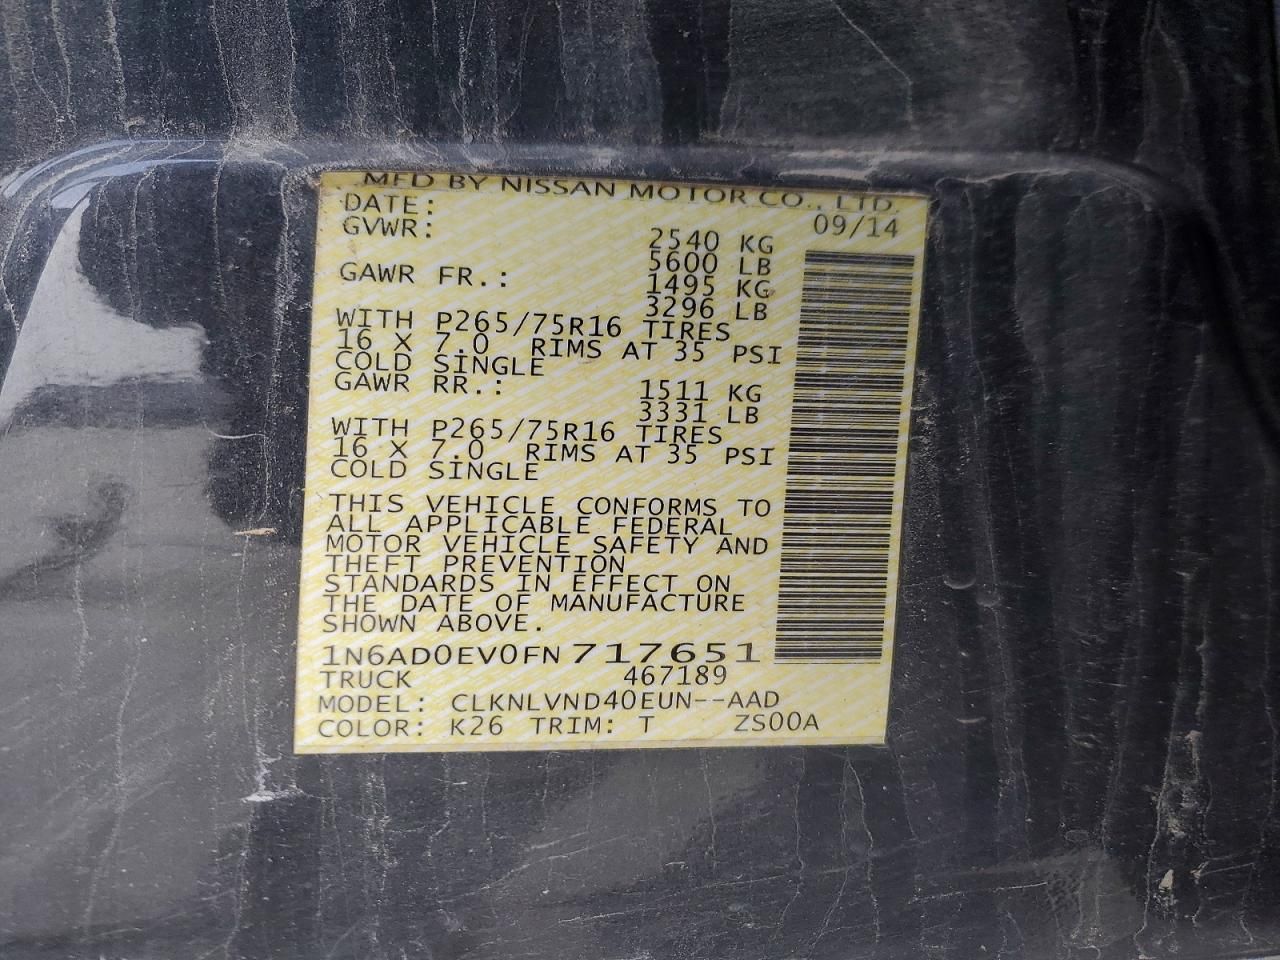 MFD BY NISSAN MOTOR CO., LTD.
DATE: 09/14
GVWR: 2540 KG
5600 LB
GAWR FR.: 1495 KG
3296 LB
WITH P265/75R16 TIRES
16 X 7.0 RIMS AT 35 PSI
COLD SINGLE
GAWR RR.: 1511 KG
3331 LB
WITH P265/75R16 TIRES
16 X 7.0 RIMS AT 35 PSI
COLD SINGLE
THIS VEHICLE CONFORMS TO
ALL APPLICABLE FEDERAL
MOTOR VEHICLE SAFETY AND
THEFT PREVENTION
STANDARDS IN EFFECT ON
THE DATE OF MANUFACTURE
SHOWN ABOVE.
1N6AD0EV0FN717651
TRUCK 467189
MODEL: CLKNLVND40EUN--AAD
COLOR: K26 TRIM: T ZS00A